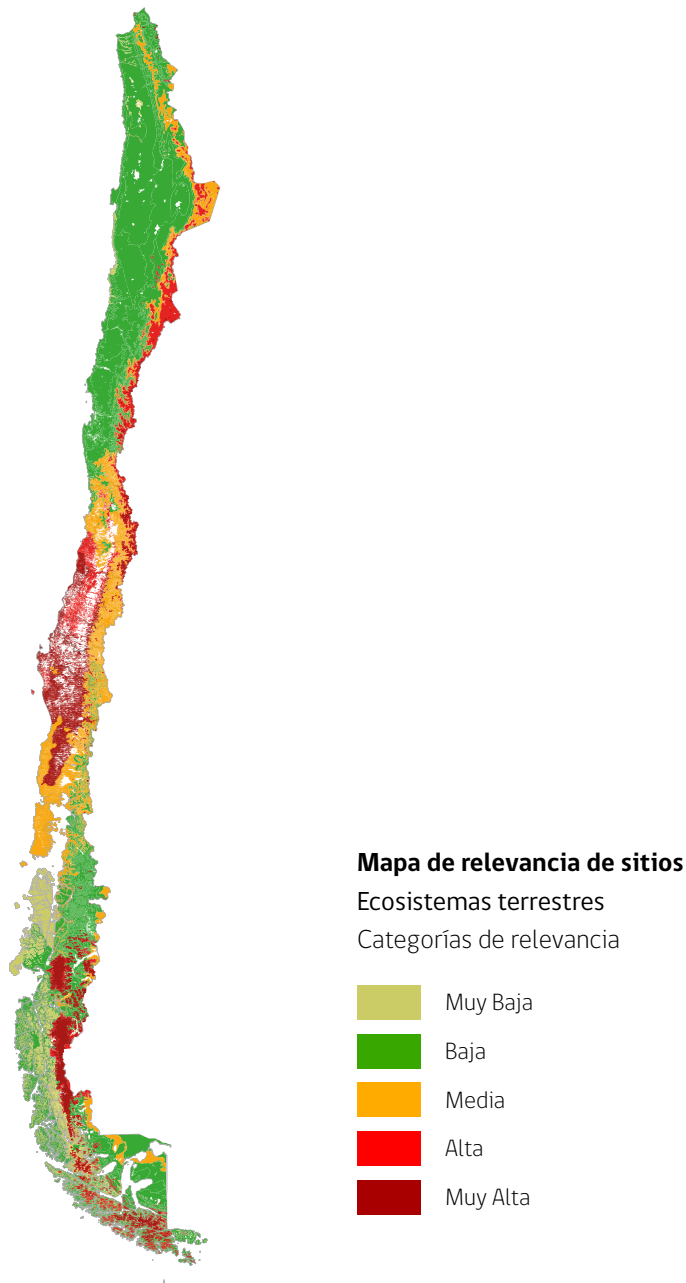 Mapa de relevancia de sitios
Ecosistemas terrestres
Categorías de relevancia
Muy Baja
Baja
Media
Alta
Muy Alta